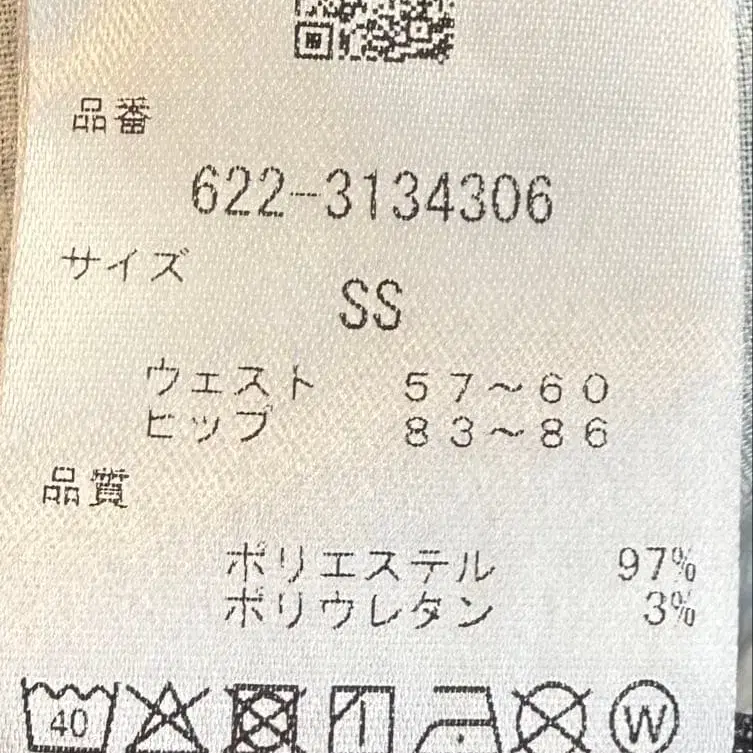 品番
622-3134306
サイズ
SS
ウェスト 57～60
ヒップ 83～86
品質
ポリエステル 97%
ポリウレタン 3%
40 W